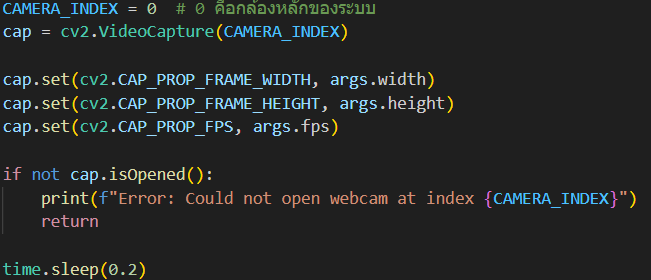 CAMERA_INDEX = 0  # 0 คือกล้องหลักของระบบ
cap = cv2.VideoCapture(CAMERA_INDEX)
cap.set(cv2.CAP_PROP_FRAME_WIDTH, args.width)
cap.set(cv2.CAP_PROP_FRAME_HEIGHT, args.height)
cap.set(cv2.CAP_PROP_FPS, args.fps)
if not cap.isOpened():
    print(f"Error: Could not open webcam at index {CAMERA_INDEX}")
    return
time.sleep(0.2)